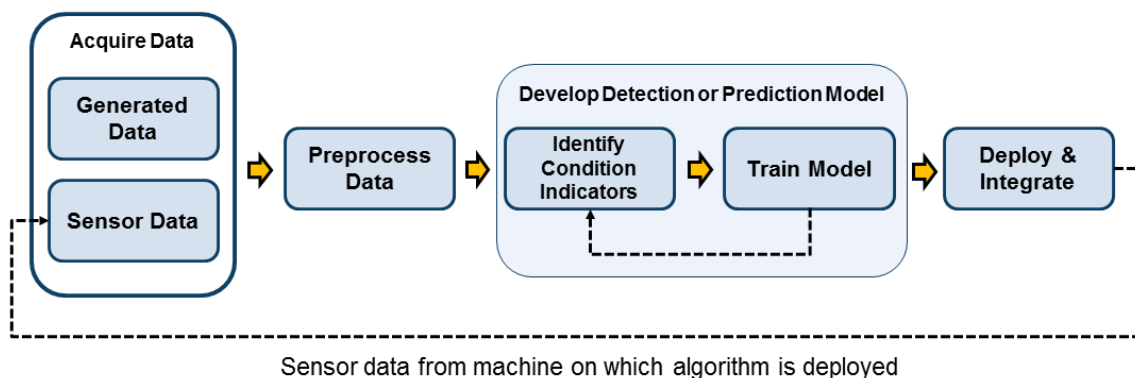 Acquire Data
Generated
Data
Sensor Data
Preprocess
Data
Develop Detection or Prediction Model
Identify
Condition
Indicators
Train Model
Deploy &
Integrate
Sensor data from machine on which algorithm is deployed